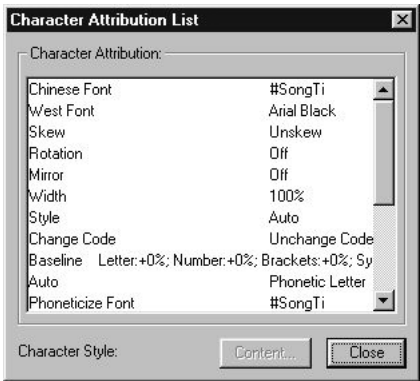 Character Attribution List
Character Attribution:
Chinese Font #SongTi
West Font Arial Black
Skew Unskew
Rotation Off
Mirror Off
Width 100%
Style Auto
Change Code Unchange Code
Baseline Letter:+0%; Number:+0%; Brackets:+0%; Sy
Auto Phonetic Letter
Phoneticize Font #SongTi
Character Style: Content... Close